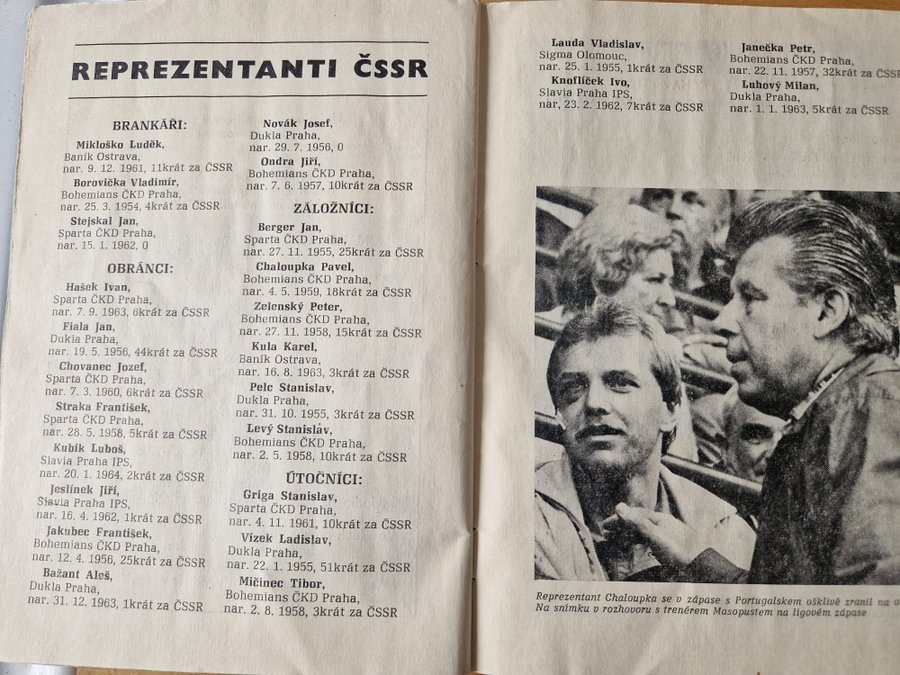 REPREZENTANTI ČSSR
BRANKÁŘI:
Mikloško Luděk,
Baník Ostrava,
nar. 9. 12. 1961, 11krát za ČSSR
Borovička Vladimír,
Bohemians ČKD Praha,
nar. 25. 3. 1954, 4krát za ČSSR
Stejskal Jan,
Sparta ČKD Praha,
nar. 15. 1. 1962, 0
OBRÁNCI:
Hašek Ivan,
Sparta ČKD Praha,
nar. 7. 9. 1963, 6krát za ČSSR
Fiala Jan,
Dukla Praha,
nar. 19. 5. 1956, 44krát za ČSSR
Chovanec Jozef,
Sparta ČKD Praha,
nar. 7. 3. 1960, 6krát za ČSSR
Straka František,
Sparta ČKD Praha,
nar. 28. 5. 1958, 5krát za ČSSR
Kubík Luboš,
Slavia Praha IPS,
nar. 20. 1. 1964, 2krát za ČSSR
Jeslínek Jiří,
Slavia Praha IPS,
nar. 16. 4. 1962, 1krát za ČSSR
Jakubec František,
Bohemians ČKD Praha,
nar. 12. 4. 1956, 25krát za ČSSR
Bažant Aleš,
Dukla Praha,
nar. 31. 12. 1963, 1krát za ČSSR
Novák Josef,
Dukla Praha,
nar. 29. 7. 1956, 0
Ondra Jiří,
Bohemians ČKD Praha,
nar. 7. 6. 1957, 10krát za ČSSR
ZÁLOŽNÍCI:
Berger Jan,
Sparta ČKD Praha,
nar. 27. 11. 1955, 25krát za ČSSR
Chaloupka Pavel,
Bohemians ČKD Praha,
nar. 4. 5. 1959, 18krát za ČSSR
Zelenský Peter,
Bohemians ČKD Praha,
nar. 27. 11. 1958, 15krát za ČSSR
Kula Karel,
Baník Ostrava,
nar. 16. 8. 1963, 3krát za ČSSR
Pelc Stanislav,
Dukla Praha,
nar. 31. 10. 1955, 3krát za ČSSR
Levý Stanislav,
Bohemians ČKD Praha,
nar. 2. 5. 1958, 10krát za ČSSR
ÚTOČNÍCI:
Griga Stanislav,
Sparta ČKD Praha,
nar. 4. 11. 1961, 10krát za ČSSR
Vízek Ladislav,
Dukla Praha,
nar. 22. 1. 1955, 51krát za ČSSR
Mičinec Tibor,
Bohemians ČKD Praha,
nar. 2. 8. 1958, 3krát za ČSSR
Lauda Vladislav,
Sigma Olomouc,
nar. 25. 1. 1955, 1krát za ČSSR
Knoflíček Ivo,
Slavia Praha IPS,
nar, 23. 2. 1962, 7krát za ČSSR
Janečka Petr,
Bohemians ČKD Praha,
nar. 22. 11. 1957, 32krát za ČSSR
Luhový Milan,
Dukla Praha,
nar. 1. 1. 1963, 5krát za ČSSR
Reprezentant Chaloupka se v zápase s Portugalskem ošklivě zranil na
Na snímku v rozhovoru s trenérem Masopustem na ligovém zápase